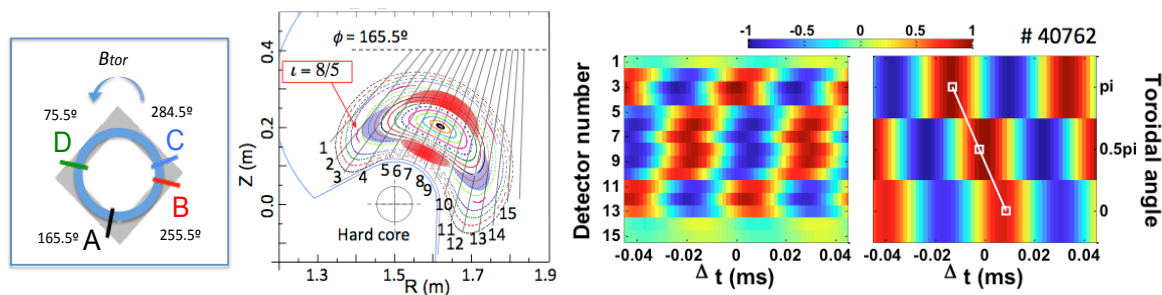 Btor
75.5º
284.5º
D
C
B
A
165.5º
255.5º
0.4
0.2
0.0
Z (m)
ϕ = 165.5º
ι = 8/5
1
2
3
4
5
6
7
8
9
10
11
12
13
14
15
Hard core
1.3
1.5
1.7
1.9
R (m)
-1
-0.5
0
0.5
1
# 40762
Detector number
1
3
5
7
9
11
13
15
-0.04
-0.02
0
0.02
0.04
Δ t (ms)
pi
0.5pi
0
Toroidal angle
-0.04
-0.02
0
0.02
0.04
Δ t (ms)